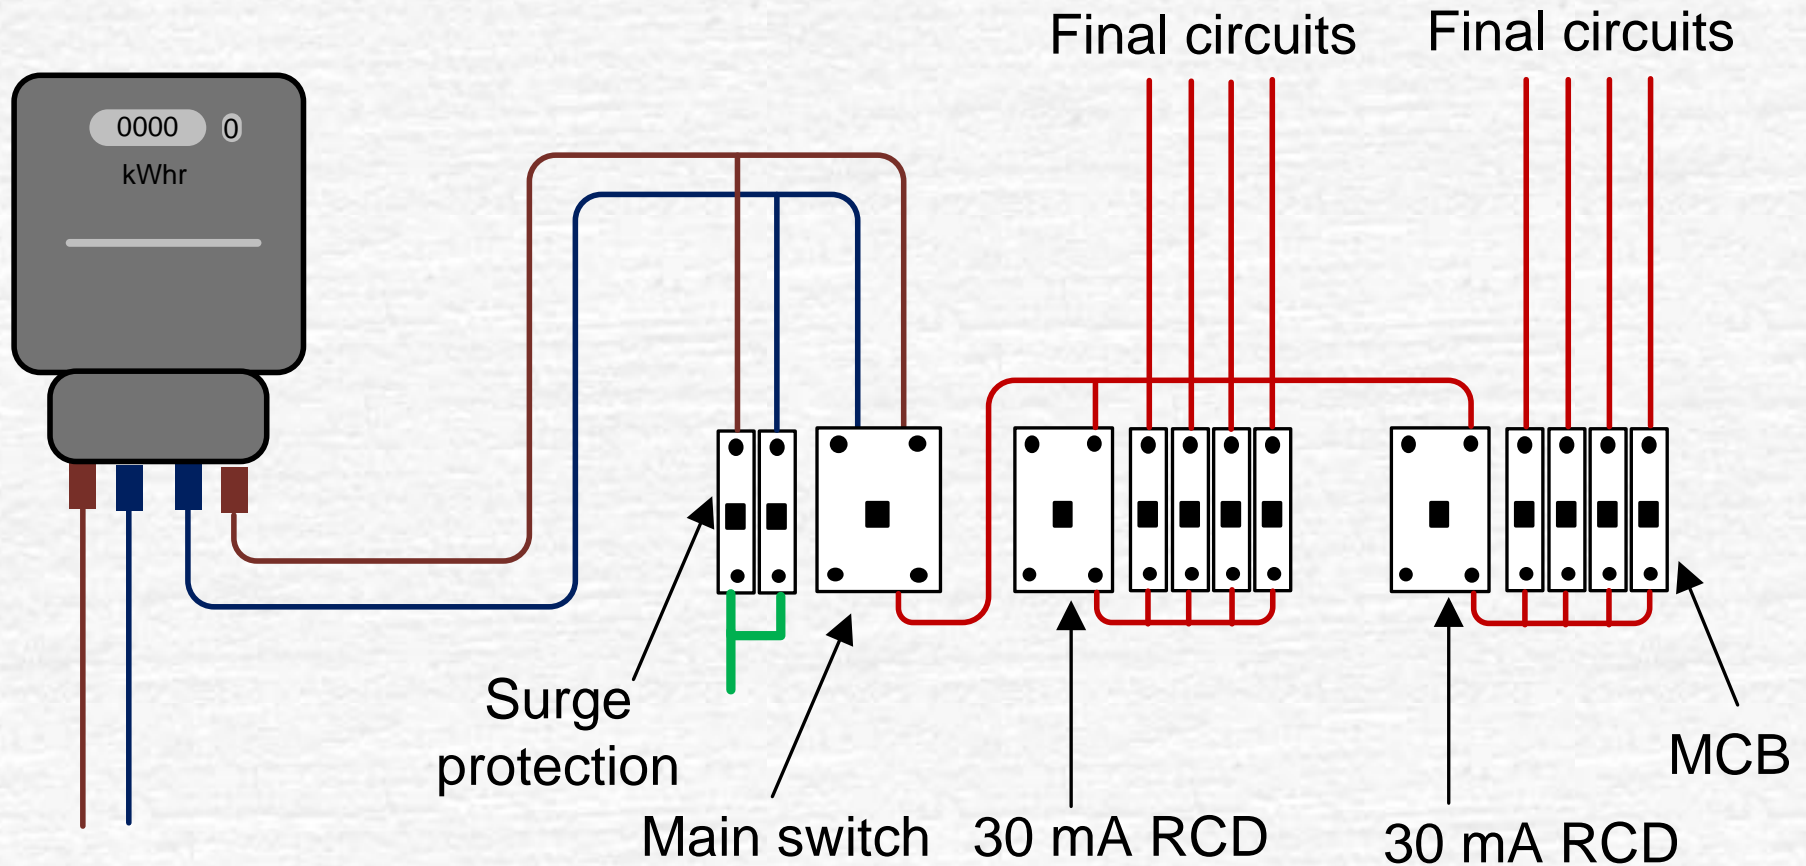 Final circuits
Final circuits
0000 0
kWhr
Surge
protection
Main switch
30 mA RCD
30 mA RCD
MCB